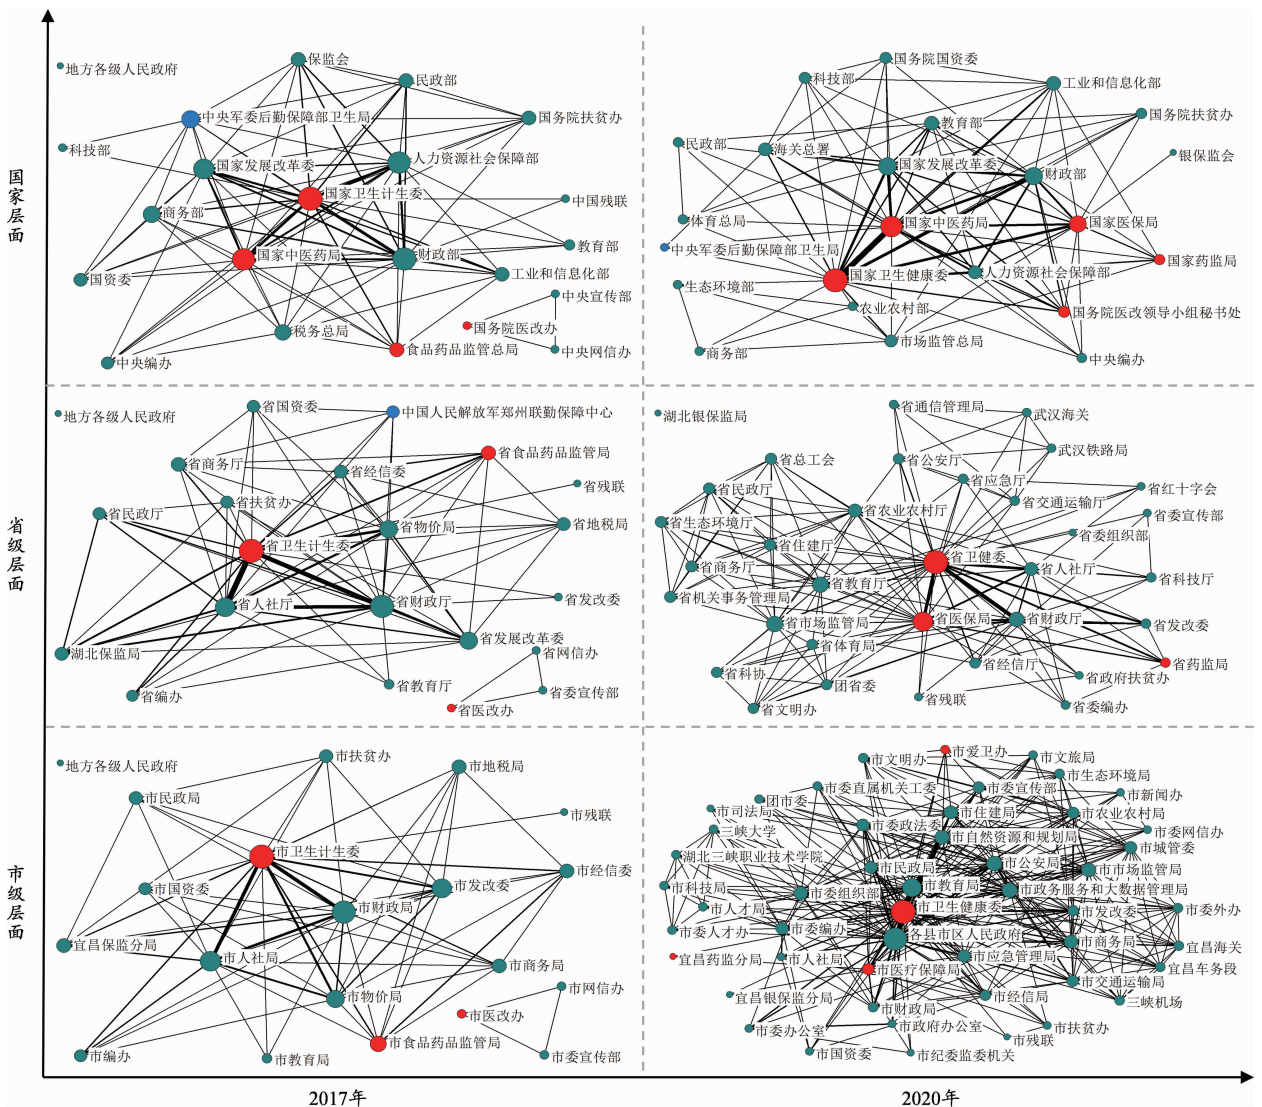 国家层面
地方各级人民政府
保监会
民政部
中央军委后勤保障部卫生局
国务院扶贫办
科技部
国家发展改革委
人力资源社会保障部
国家卫生计生委
中国残联
商务部
教育部
国家中医药局
财政部
国资委
工业和信息化部
中央宣传部
税务总局
国务院医改办
食品药品监管总局
中央网信办
中央编办
国务院国资委
科技部
工业和信息化部
国务院扶贫办
教育部
民政部
海关总署
银保监会
国家发展改革委
财政部
体育总局
国家中医药局
国家医保局
中央军委后勤保障部卫生局
国家药监局
国家卫生健康委
人力资源社会保障部
生态环境部
农业农村部
国务院医改领导小组秘书处
市场监管总局
商务部
中央编办
省级层面
地方各级人民政府
省国资委
中国人民解放军郑州联勤保障中心
省食品药品监管局
省商务厅
省经信委
省残联
省扶贫办
省民政厅
省物价局
省地税局
省卫生计生委
省人社厅
省财政厅
省发改委
省发展改革委
湖北保监局
省网信办
省教育厅
省委宣传部
省编办
省医改办
湖北银保监局
省通信管理局
武汉海关
武汉铁路局
省总工会
省公安厅
省应急厅
省民政厅
省红十字会
省交通运输厅
省农业农村厅
省委宣传部
省生态环境厅
省委组织部
省住建厅
省卫健委
省商务厅
省人社厅
省科技厅
省教育厅
省机关事务管理局
省市场监管局
省医保局
省财政厅
省发改委
省体育局
省经信厅
省药监局
省科协
省政府扶贫办
团省委
省残联
省委编办
省文明办
市级层面
地方各级人民政府
市扶贫办
市地税局
市民政局
市残联
市卫生计生委
市经信委
市国资委
市发改委
市财政局
宜昌保监分局
市人社局
市商务局
市网信办
市物价局
市医改办
市食品药品监管局
市编办
市教育局
市委宣传部
市文明办
市爱卫办
市文旅局
市生态环境局
市委直属机关工委
市委宣传部
市新闻办
团市委
市司法局
市住建局
市农业农村局
三峡大学
市委政法委
市自然资源和规划局
市委网信办
市城管委
湖北三峡职业技术学院
市民政局
市公安局
市市场监管局
市科技局
市委组织部
市教育局
市政务服务和大数据管理局
市人才局
市卫生健康委
市发改委
市委外办
市委人才办
市委编办
各县市区人民政府
市商务局
宜昌海关
宜昌药监分局
市人社局
市应急管理局
宜昌车务段
市医疗保障局
市交通运输局
宜昌银保监分局
市财政局
市经信局
三峡机场
市委办公室
市政府办公室
市残联
市扶贫办
市国资委
市纪委监委机关
2017年
2020年